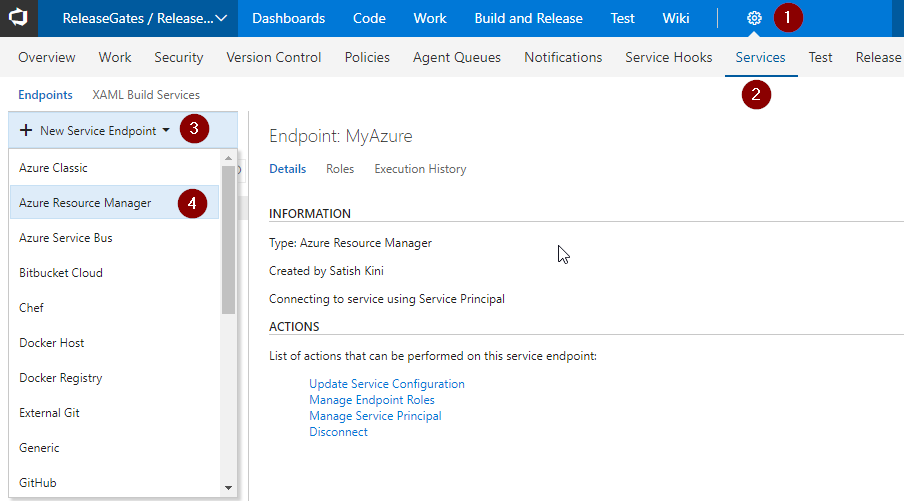 ReleaseGates / Release... Dashboards Code Work Build and Release Test Wiki 1
Overview Work Security Version Control Policies Agent Queues Notifications Service Hooks Services Test Release
2
Endpoints XAML Build Services
+ New Service Endpoint 3
Azure Classic
Azure Resource Manager 4
Azure Service Bus
Bitbucket Cloud
Chef
Docker Host
Docker Registry
External Git
Generic
GitHub
Endpoint: MyAzure
Details Roles Execution History
INFORMATION
Type: Azure Resource Manager
Created by Satish Kini
Connecting to service using Service Principal
ACTIONS
List of actions that can be performed on this service endpoint:
Update Service Configuration
Manage Endpoint Roles
Manage Service Principal
Disconnect